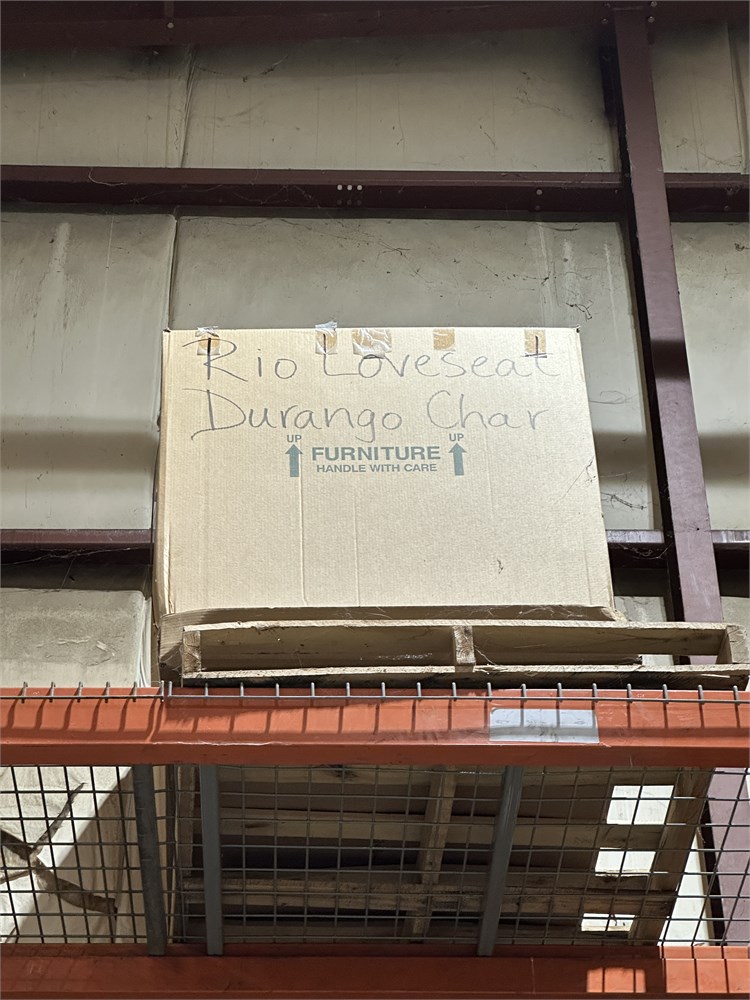 Rio Loveseat
Durango Char
UP UP
FURNITURE
HANDLE WITH CARE